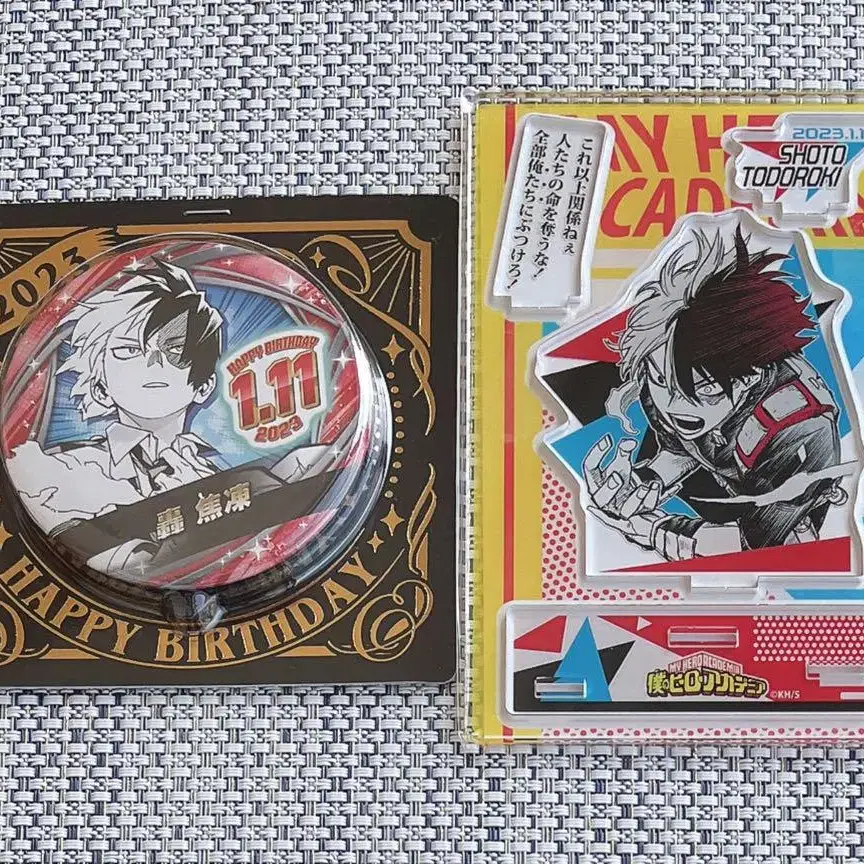 2023
HAPPY BIRTHDAY
1.11
2023
轟 焦凍
HAPPY BIRTHDAY
これ以上関係ねぇ
人たちの命を奪うな!
全部俺たちにぶつけろ!
2023.1.1
SHOTO
TODOROKI
MY HE
CAD
MY HERO ACADEMIA
僕のヒーローアカデミア
©KH/S